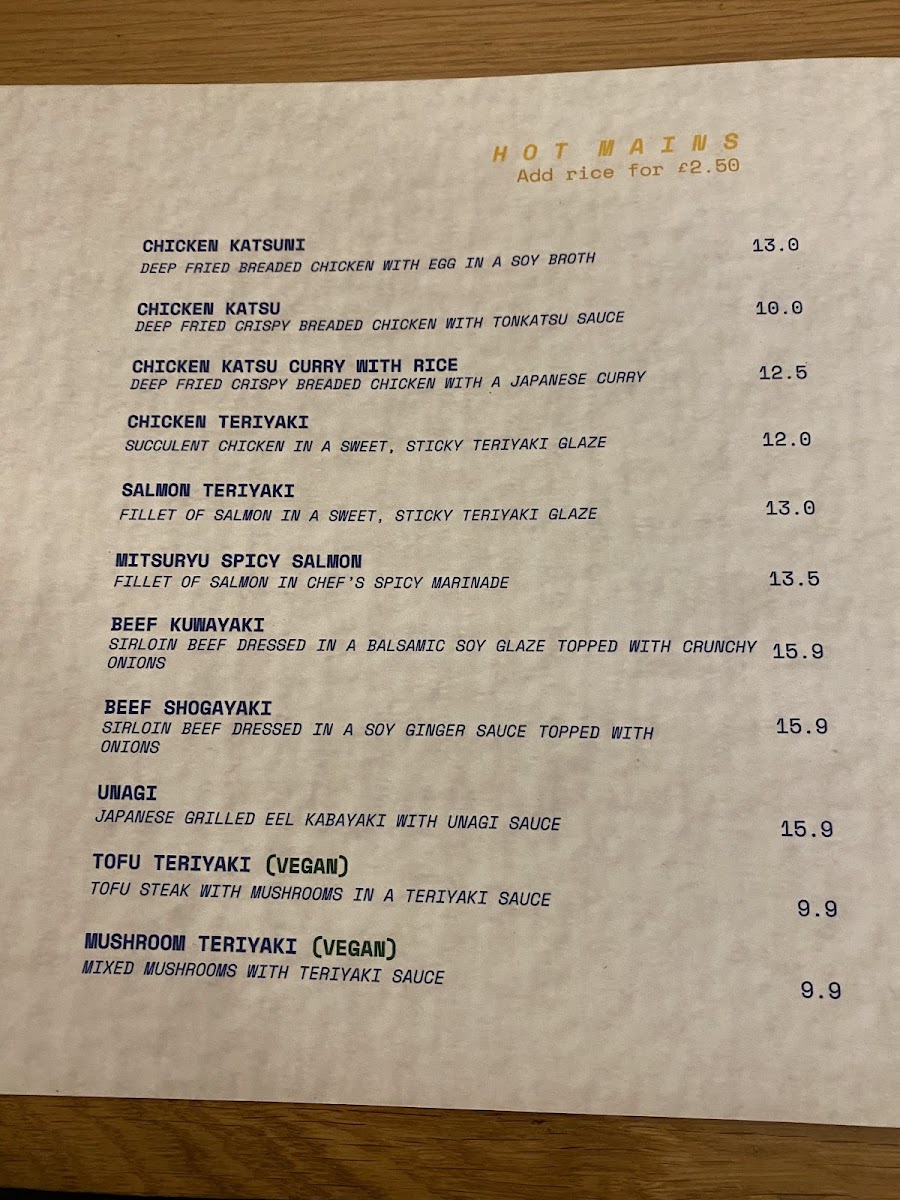 HOT MAINS
Add rice for £2.50
CHICKEN KATSUNI 13.0
DEEP FRIED BREADED CHICKEN WITH EGG IN A SOY BROTH
CHICKEN KATSU 10.0
DEEP FRIED CRISPY BREADED CHICKEN WITH TONKATSU SAUCE
CHICKEN KATSU CURRY WITH RICE 12.5
DEEP FRIED CRISPY BREADED CHICKEN WITH A JAPANESE CURRY
CHICKEN TERIYAKI 12.0
SUCCULENT CHICKEN IN A SWEET, STICKY TERIYAKI GLAZE
SALMON TERIYAKI 13.0
FILLET OF SALMON IN A SWEET, STICKY TERIYAKI GLAZE
MITSURYU SPICY SALMON 13.5
FILLET OF SALMON IN CHEF'S SPICY MARINADE
BEEF KUWAYAKI
SIRLOIN BEEF DRESSED IN A BALSAMIC SOY GLAZE TOPPED WITH CRUNCHY 15.9
ONIONS
BEEF SHOGAYAKI
SIRLOIN BEEF DRESSED IN A SOY GINGER SAUCE TOPPED WITH 15.9
ONIONS
UNAGI
JAPANESE GRILLED EEL KABAYAKI WITH UNAGI SAUCE 15.9
TOFU TERIYAKI (VEGAN)
TOFU STEAK WITH MUSHROOMS IN A TERIYAKI SAUCE 9.9
MUSHROOM TERIYAKI (VEGAN)
MIXED MUSHROOMS WITH TERIYAKI SAUCE 9.9